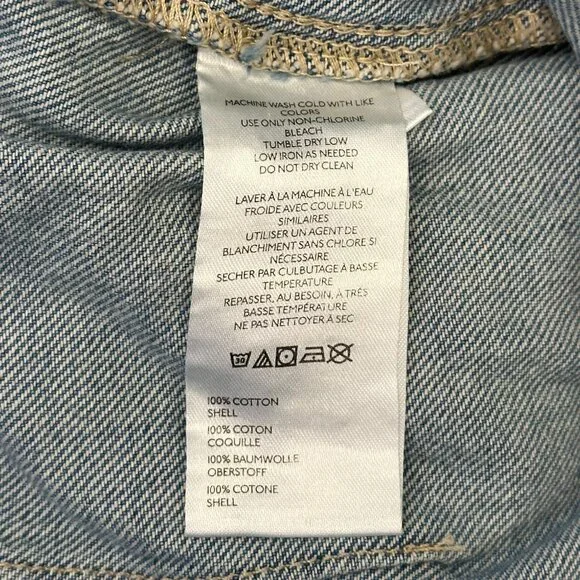 MACHINE WASH COLD WITH LIKE
COLORS
USE ONLY NON-CHLORINE
BLEACH
TUMBLE DRY LOW
LOW IRON AS NEEDED
DO NOT DRY CLEAN
LAVER À LA MACHINE À L'EAU
FROIDE AVEC COULEURS
SIMILAIRES
UTILISER UN AGENT DE
BLANCHIMENT SANS CHLORE SI
NÉCESSAIRE
SECHER PAR CULBUTAGE À BASSE
TEMPERATURE
REPASSER, AU BESOIN, À TRÉS
BASSE TEMPÉRATURE
NE PAS NETTOYER À SEC
30
100% COTTON
SHELL
100% COTON
COQUILLE
100% BAUMWOLLE
OBERSTOFF
100% COTONE
SHELL